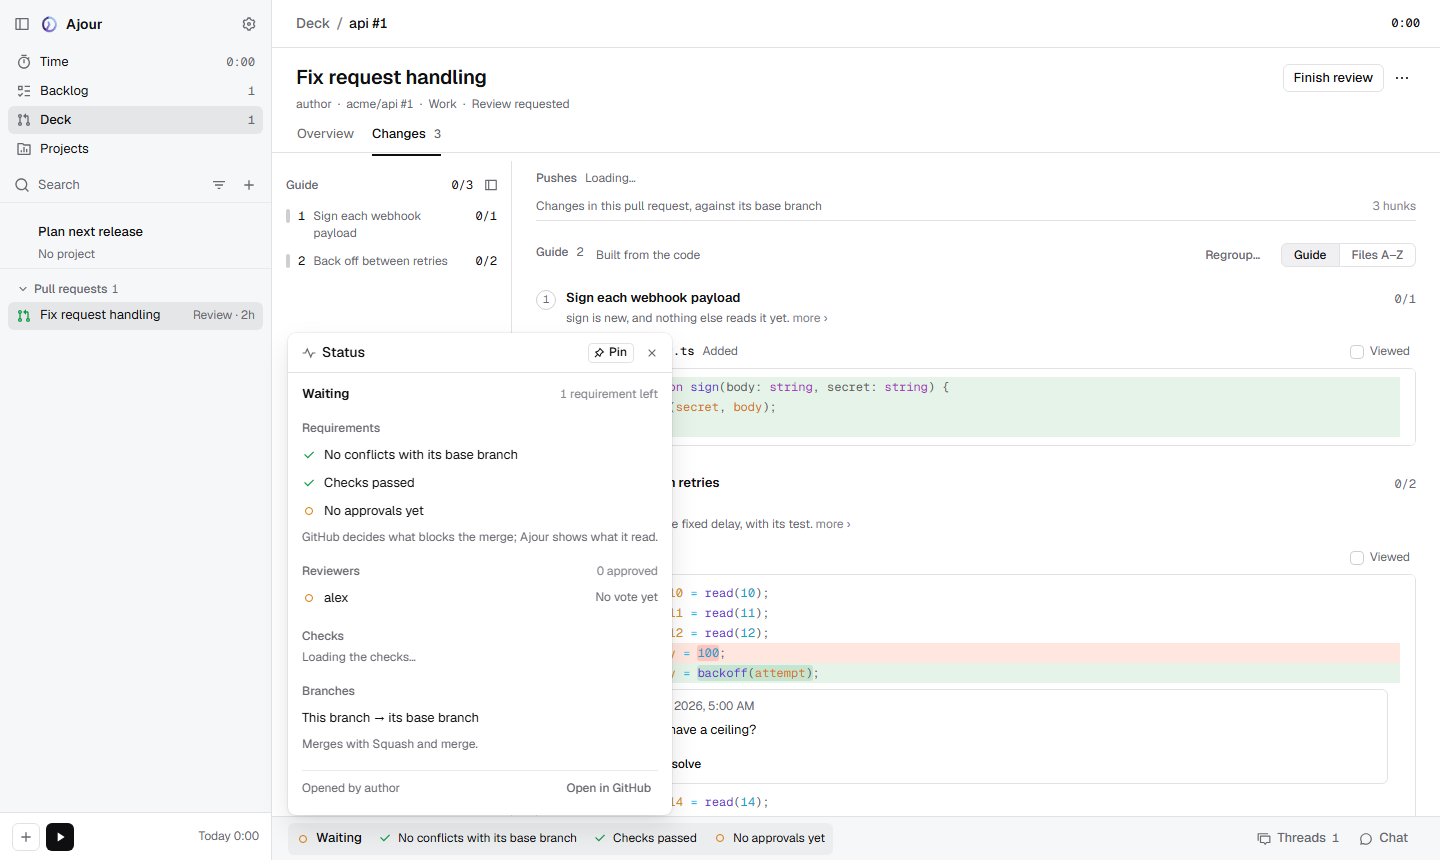 Ajour
Time 0:00
Backlog 1
Deck 1
Projects
Search
Plan next release
No project
Pull requests 1
Fix request handling Review · 2h
Today 0:00
Deck / api #1 0:00
Fix request handling
Finish review
author · acme/api #1 · Work · Review requested
Overview Changes 3
Guide 0/3
1 Sign each webhook payload 0/1
2 Back off between retries 0/2
Pushes Loading…
Changes in this pull request, against its base branch 3 hunks
Guide 2 Built from the code Regroup… Guide Files A–Z
1 Sign each webhook payload 0/1
sign is new, and nothing else reads it yet. more ›
.ts Added Viewed
on sign(body: string, secret: string) {
(secret, body);
n retries 0/2
e fixed delay, with its test. more ›
Viewed
10 = read(10);
11 = read(11);
12 = read(12);
y = 100;
y = backoff(attempt);
2026, 5:00 AM
have a ceiling?
solve
14 = read(14);
Status Pin
Waiting 1 requirement left
Requirements
No conflicts with its base branch
Checks passed
No approvals yet
GitHub decides what blocks the merge; Ajour shows what it read.
Reviewers 0 approved
alex No vote yet
Checks
Loading the checks…
Branches
This branch → its base branch
Merges with Squash and merge.
Opened by author Open in GitHub
Waiting No conflicts with its base branch Checks passed No approvals yet
Threads 1 Chat